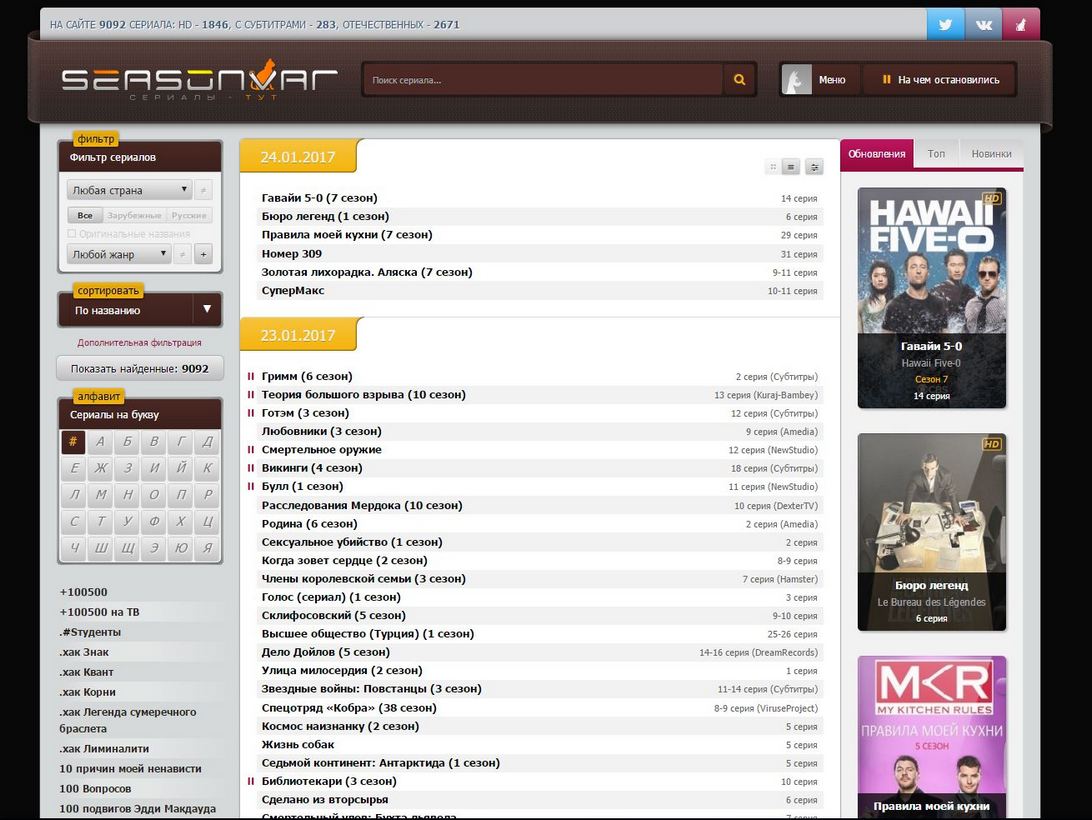 НА САЙТЕ 9092 СЕРИАЛА: HD - 1846, С СУБТИТРАМИ - 283, ОТЕЧЕСТВЕННЫХ - 2671
SEASONVAR
СЕРИАЛЫ - ТУТ
Поиск сериала...
Меню
На чем остановились
фильтр
Фильтр сериалов
Любая страна
≠
Все Зарубежные Русские
Оригинальные названия
Любой жанр
≠ +
сортировать
По названию
Дополнительная фильтрация
Показать найденные: 9092
алфавит
Сериалы на букву
# А Б В Г Д
Е Ж З И Й К
Л М Н О П Р
С Т У Ф Х Ц
Ч Ш Щ Э Ю Я
+100500
+100500 на ТВ
.#Sтуденты
.хак Знак
.хак Квант
.хак Корни
.хак Легенда сумеречного
браслета
.хак Лиминалити
10 причин моей ненависти
100 Вопросов
100 подвигов Эдди Макдауда
24.01.2017
Гавайи 5-0 (7 сезон) 14 серия
Бюро легенд (1 сезон) 6 серия
Правила моей кухни (7 сезон) 29 серия
Номер 309 31 серия
Золотая лихорадка. Аляска (7 сезон) 9-11 серия
СуперМакс 10-11 серия
23.01.2017
Гримм (6 сезон) 2 серия (Субтитры)
Теория большого взрыва (10 сезон) 13 серия (Kuraj-Bambey)
Готэм (3 сезон) 12 серия (Субтитры)
Любовники (3 сезон) 9 серия (Amedia)
Смертельное оружие 12 серия (NewStudio)
Викинги (4 сезон) 18 серия (Субтитры)
Булл (1 сезон) 11 серия (NewStudio)
Расследования Мердока (10 сезон) 10 серия (DexterTV)
Родина (6 сезон) 2 серия (Amedia)
Сексуальное убийство (1 сезон) 2 серия
Когда зовет сердце (2 сезон) 8-9 серия
Члены королевской семьи (3 сезон) 7 серия (Hamster)
Голос (сериал) (1 сезон) 3 серия
Склифосовский (5 сезон) 9-10 серия
Высшее общество (Турция) (1 сезон) 25-26 серия
Дело Дойлов (5 сезон) 14-16 серия (DreamRecords)
Улица милосердия (2 сезон) 1 серия
Звездные войны: Повстанцы (3 сезон) 11-14 серия (Субтитры)
Спецотряд «Кобра» (38 сезон) 8-9 серия (ViruseProject)
Космос наизнанку (2 сезон) 5 серия
Жизнь собак 5 серия
Седьмой континент: Антарктида (1 сезон) 5 серия
Библиотекари (3 сезон) 10 серия
Сделано из вторсырья 6 серия
Смертельный улов: Бухта дьявола 7 серия
Обновления Топ Новинки
HD
HAWAII
FIVE-O
Гавайи 5-0
Hawaii Five-0
Сезон 7
14 серия
HD
Бюро легенд
Le Bureau des Légendes
6 серия
MKR
MY KITCHEN RULES
ПРАВИЛА МОЕЙ КУХНИ
5 СЕЗОН
Правила моей кухни